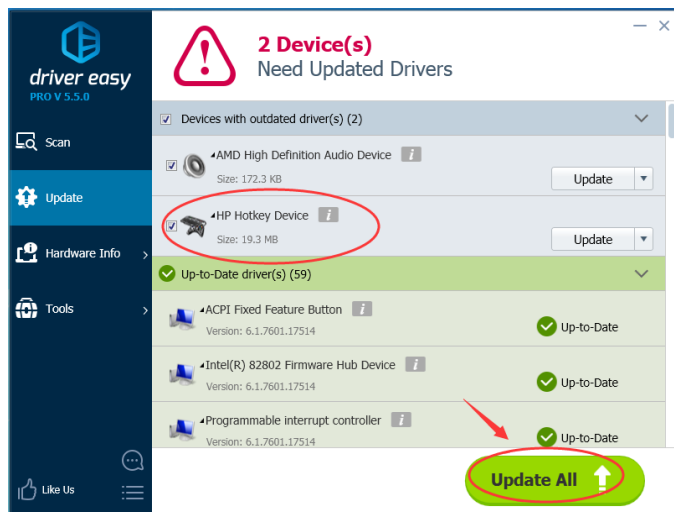 driver easy
PRO V 5.5.0
Scan
Update
Hardware Info
Tools
Like Us
2 Device(s)
Need Updated Drivers
Devices with outdated driver(s) (2)
AMD High Definition Audio Device
Size: 172.3 KB
Update
HP Hotkey Device
Size: 19.3 MB
Update
Up-to-Date driver(s) (59)
ACPI Fixed Feature Button
Version: 6.1.7601.17514
Up-to-Date
Intel(R) 82802 Firmware Hub Device
Version: 6.1.7601.17514
Up-to-Date
Programmable interrupt controller
Version: 6.1.7601.17514
Up-to-Date
Update All